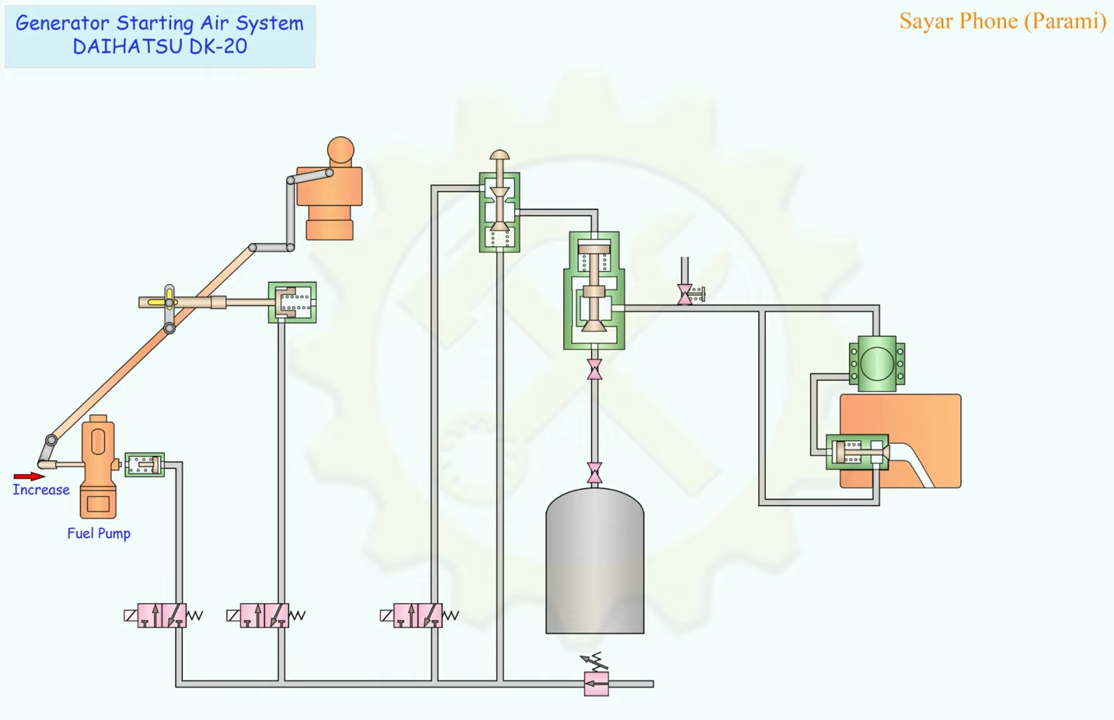 Generator Starting Air System
DAIHATSU DK-20
Sayar Phone (Parami)
Increase
Fuel Pump